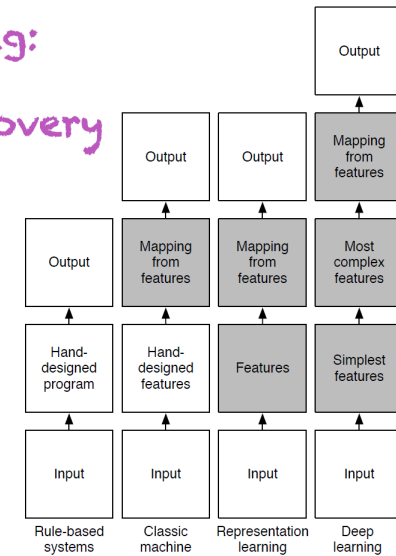 g:
overy
Output
Output
Output
Mapping
from
features
Output
Mapping
from
features
Mapping
from
features
Most
complex
features
Hand-
designed
program
Hand-
designed
features
Features
Simplest
features
Input
Input
Input
Input
Rule-based
systems
Classic
machine
Representation
learning
Deep
learning